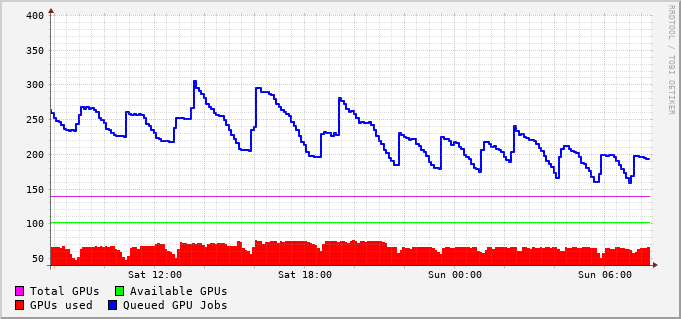 400
350
300
250
200
150
100
50
Sat 12:00 Sat 18:00 Sun 00:00 Sun 06:00
Total GPUs Available GPUs
GPUs used Queued GPU Jobs
RRDTOOL / TOBI OETIKER